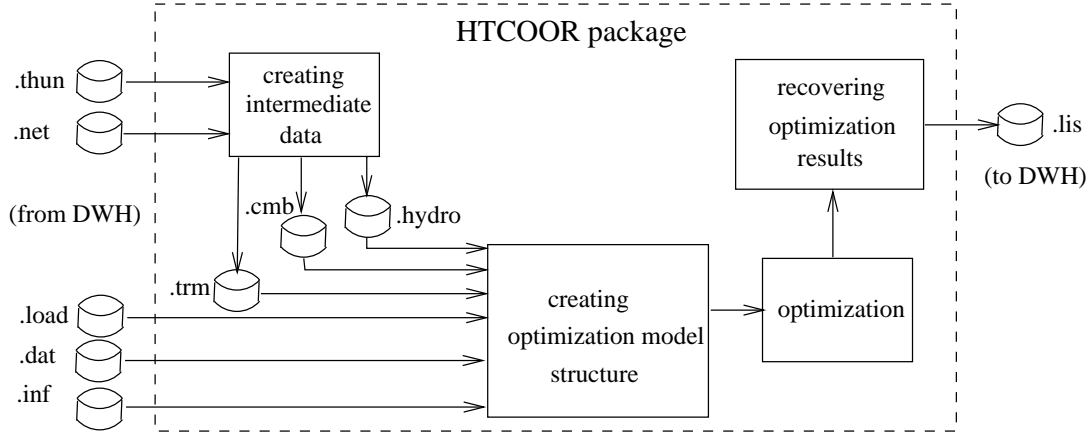 HTCOOR package
.thun
.net
creating
intermediate
data
recovering
optimization
results
.lis
(to DWH)
(from DWH)
.cmb
.hydro
.trm
.load
.dat
.inf
creating
optimization model
structure
optimization